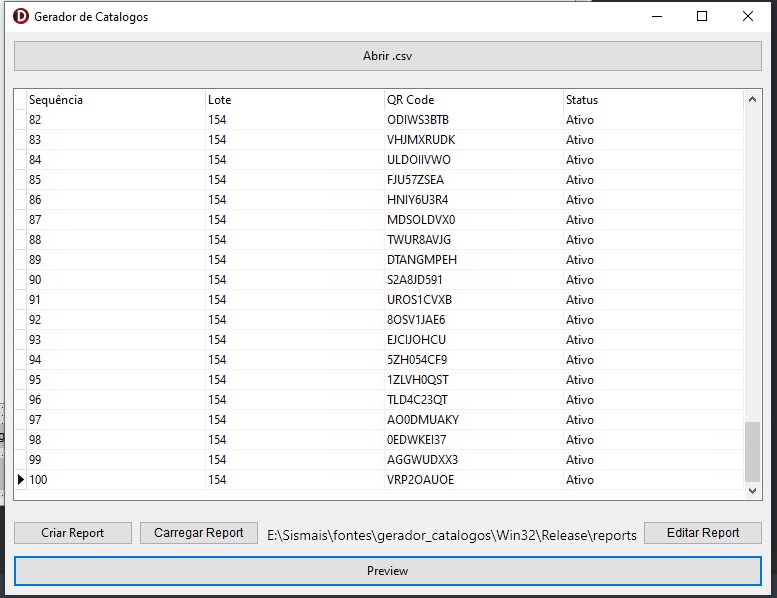 Gerador de Catalogos
Abrir .csv
Sequência Lote QR Code Status
82 154 ODIWS3BTB Ativo
83 154 VHJMXRUDK Ativo
84 154 ULDOIIVWO Ativo
85 154 FJU57ZSEA Ativo
86 154 HNIY6U3R4 Ativo
87 154 MDSOLDVX0 Ativo
88 154 TWUR8AVJG Ativo
89 154 DTANGMPEH Ativo
90 154 S2A8JD591 Ativo
91 154 UROS1CVXB Ativo
92 154 8OSV1JAE6 Ativo
93 154 EJCIJOHCU Ativo
94 154 5ZH054CF9 Ativo
95 154 1ZLVH0QST Ativo
96 154 TLD4C23QT Ativo
97 154 AO0DMUAKY Ativo
98 154 0EDWKEI37 Ativo
99 154 AGGWUDXX3 Ativo
100 154 VRP2OAUOE Ativo
Criar Report Carregar Report E:\Sismais\fontes\gerador_catalogos\Win32\Release\reports Editar Report
Preview